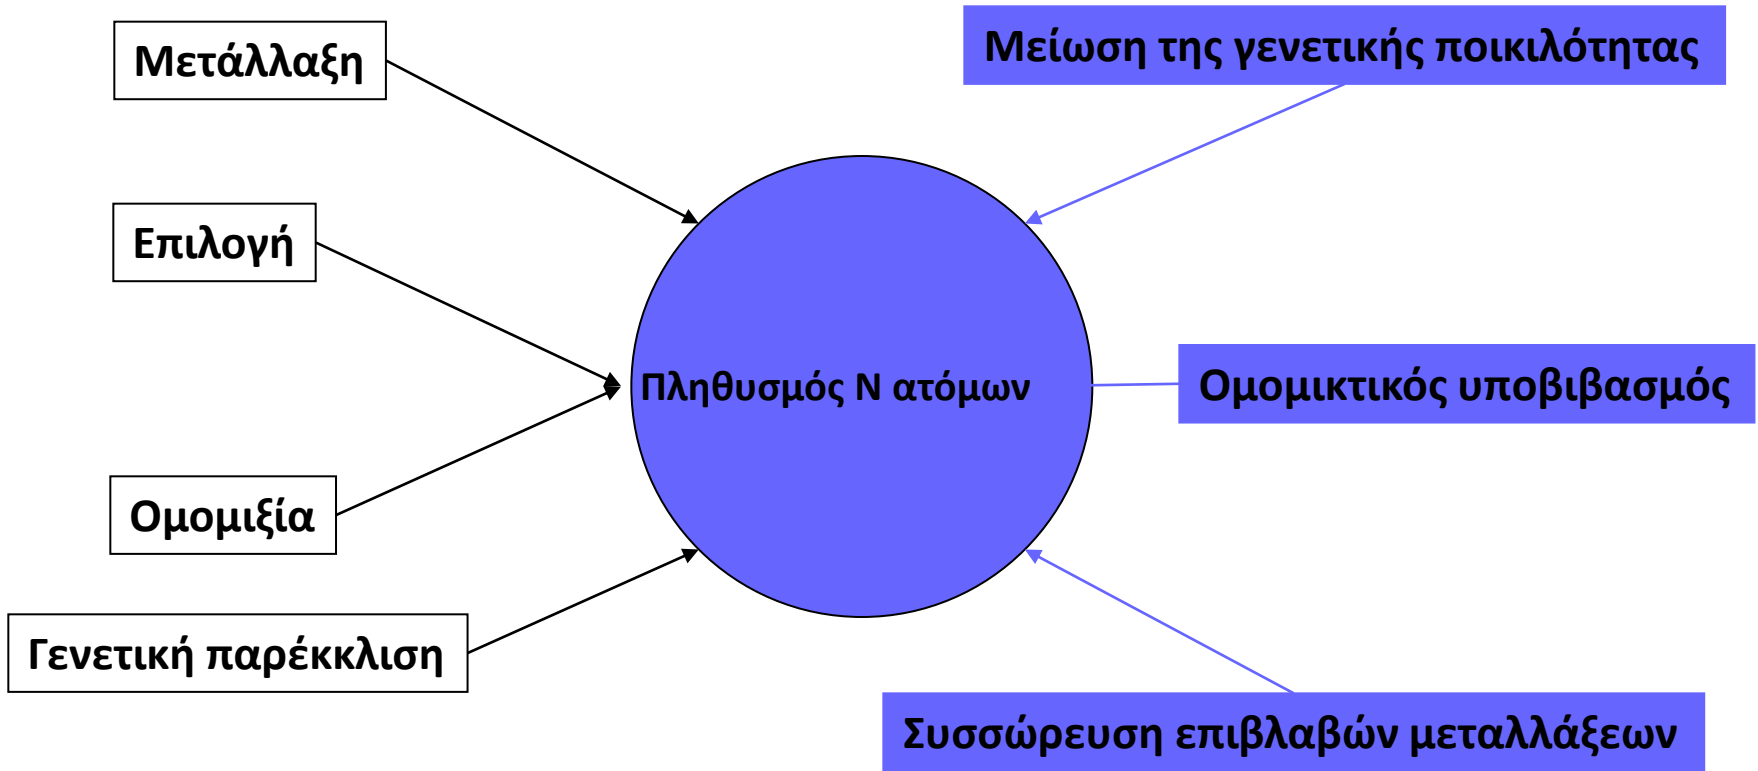 Μετάλλαξη
Επιλογή
Ομομιξία
Γενετική παρέκκλιση
Πληθυσμός Ν ατόμων
Μείωση της γενετικής ποικιλότητας
Ομομικτικός υποβιβασμός
Συσσώρευση επιβλαβών μεταλλάξεων